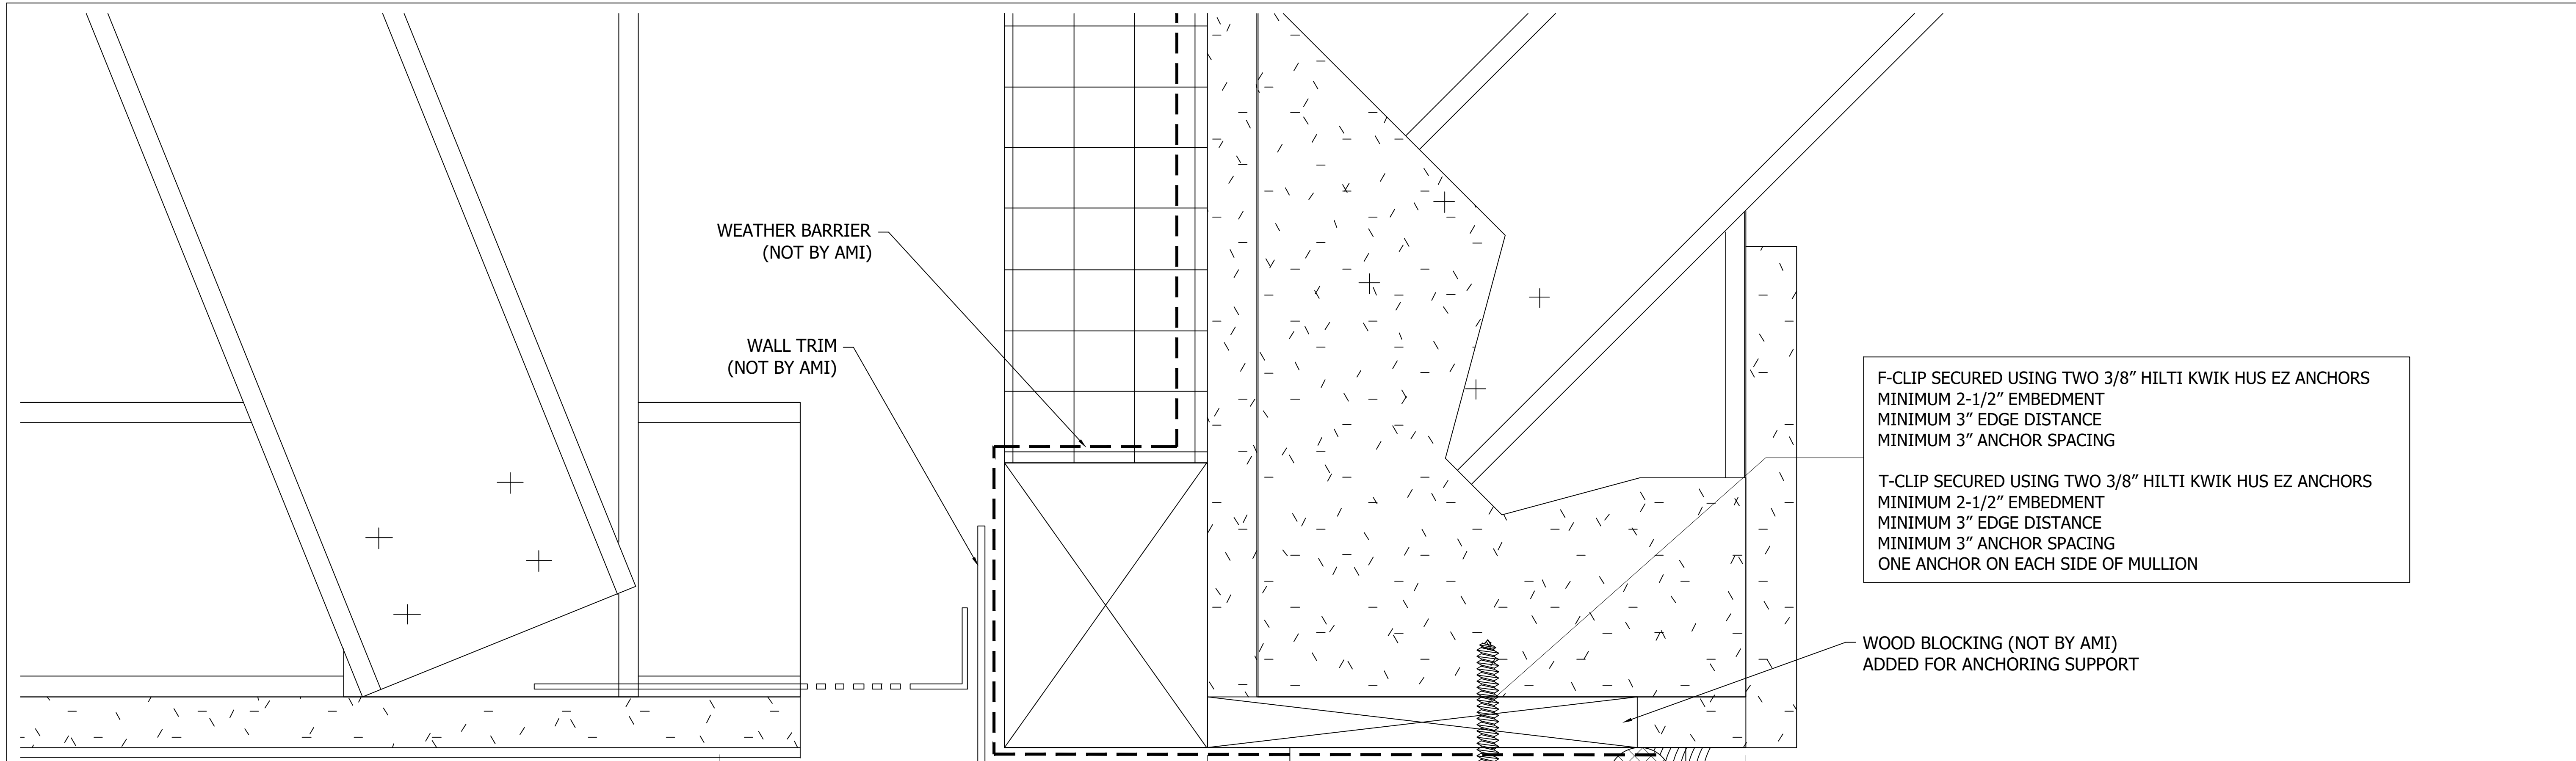 WEATHER BARRIER
(NOT BY AMI)
WALL TRIM
(NOT BY AMI)
F-CLIP SECURED USING TWO 3/8" HILTI KWIK HUS EZ ANCHORS
MINIMUM 2-1/2" EMBEDMENT
MINIMUM 3" EDGE DISTANCE
MINIMUM 3" ANCHOR SPACING
T-CLIP SECURED USING TWO 3/8" HILTI KWIK HUS EZ ANCHORS
MINIMUM 2-1/2" EMBEDMENT
MINIMUM 3" EDGE DISTANCE
MINIMUM 3" ANCHOR SPACING
ONE ANCHOR ON EACH SIDE OF MULLION
WOOD BLOCKING (NOT BY AMI)
ADDED FOR ANCHORING SUPPORT